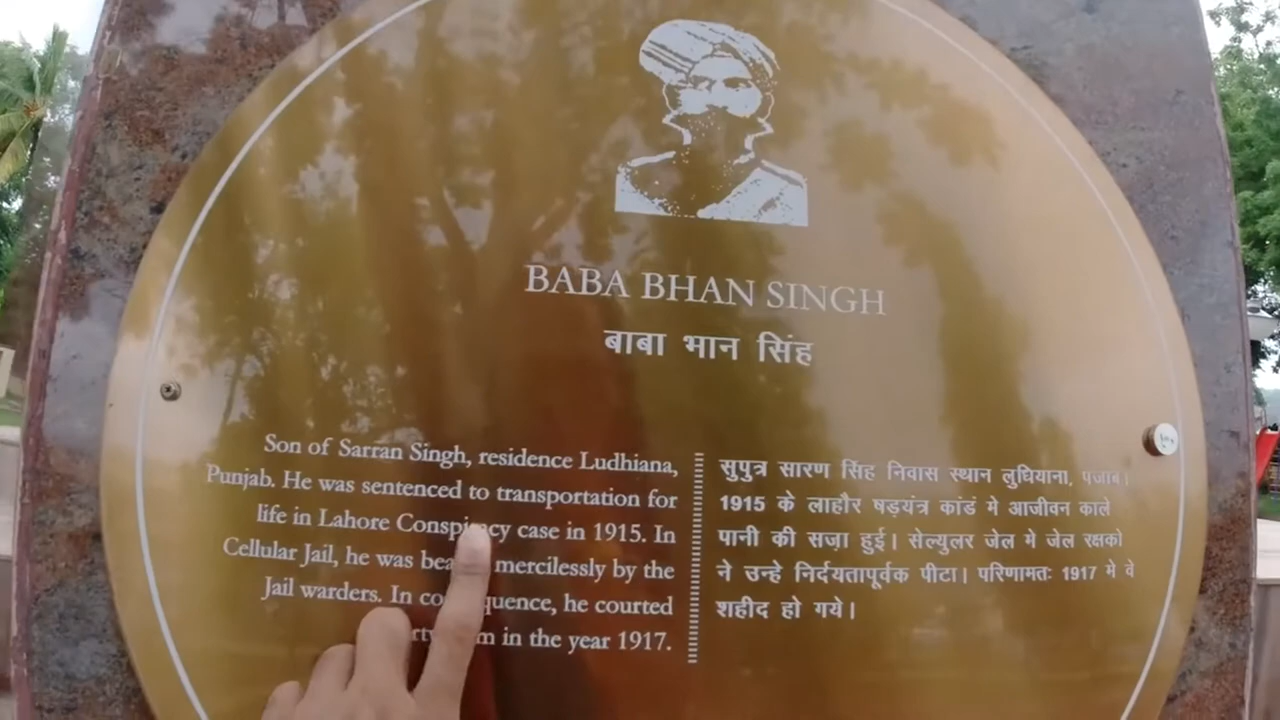 BABA BHAN SINGH
बाबा भान सिंह
Son of Sarran Singh, residence Ludhiana,
Punjab. He was sentenced to transportation for
life in Lahore Conspiracy case in 1915. In
Cellular Jail, he was mercilessly by the
Jail warders. In he courted
in the year 1917.
सुपुत्र सारण सिंह निवास स्थान लुधियाना, पंजाब।
1915 के लाहौर षड़यंत्र कांडं मे आजीवन काले
पानी की सजा़ हुई। सेल्युलर जेल मे जेल रक्षको
ने उन्हे निर्दयतापूर्वक पीटा। परिणामतः 1917 मे वे
शहीद हो गये।